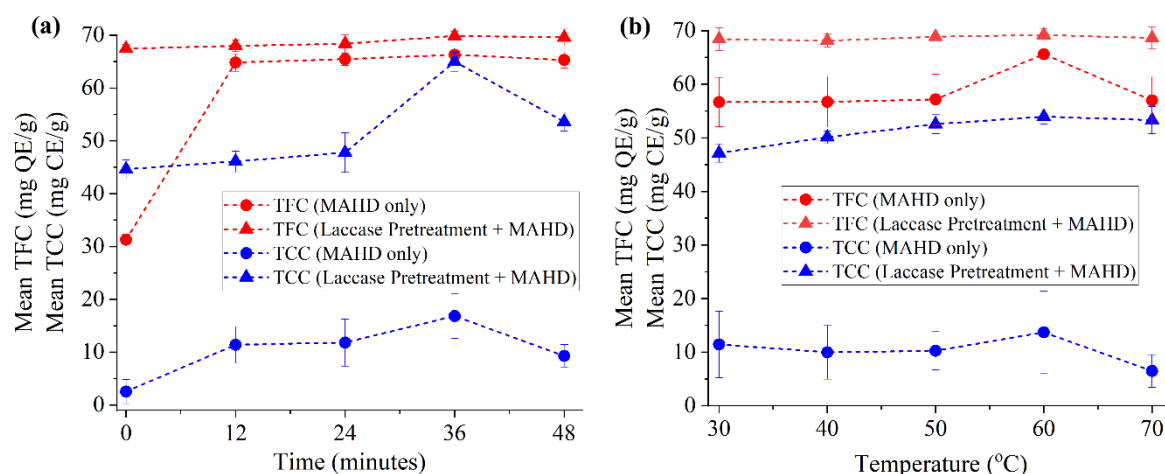 (a)
Mean TFC (mg QE/g)
Mean TCC (mg CE/g)
70
60
50
40
30
20
10
0
TFC (MAHD only)
TFC (Laccase Pretreatment + MAHD)
TCC (MAHD only)
TCC (Laccase Pretreatment + MAHD)
0 12 24 36 48
Time (minutes)
(b)
Mean TFC (mg QE/g)
Mean TCC (mg CE/g)
70
60
50
40
30
20
10
0
TFC (MAHD only)
TFC (Laccase Pretreatment + MAHD)
TCC (MAHD only)
TCC (Laccase Pretreatment + MAHD)
30 40 50 60 70
Temperature (°C)